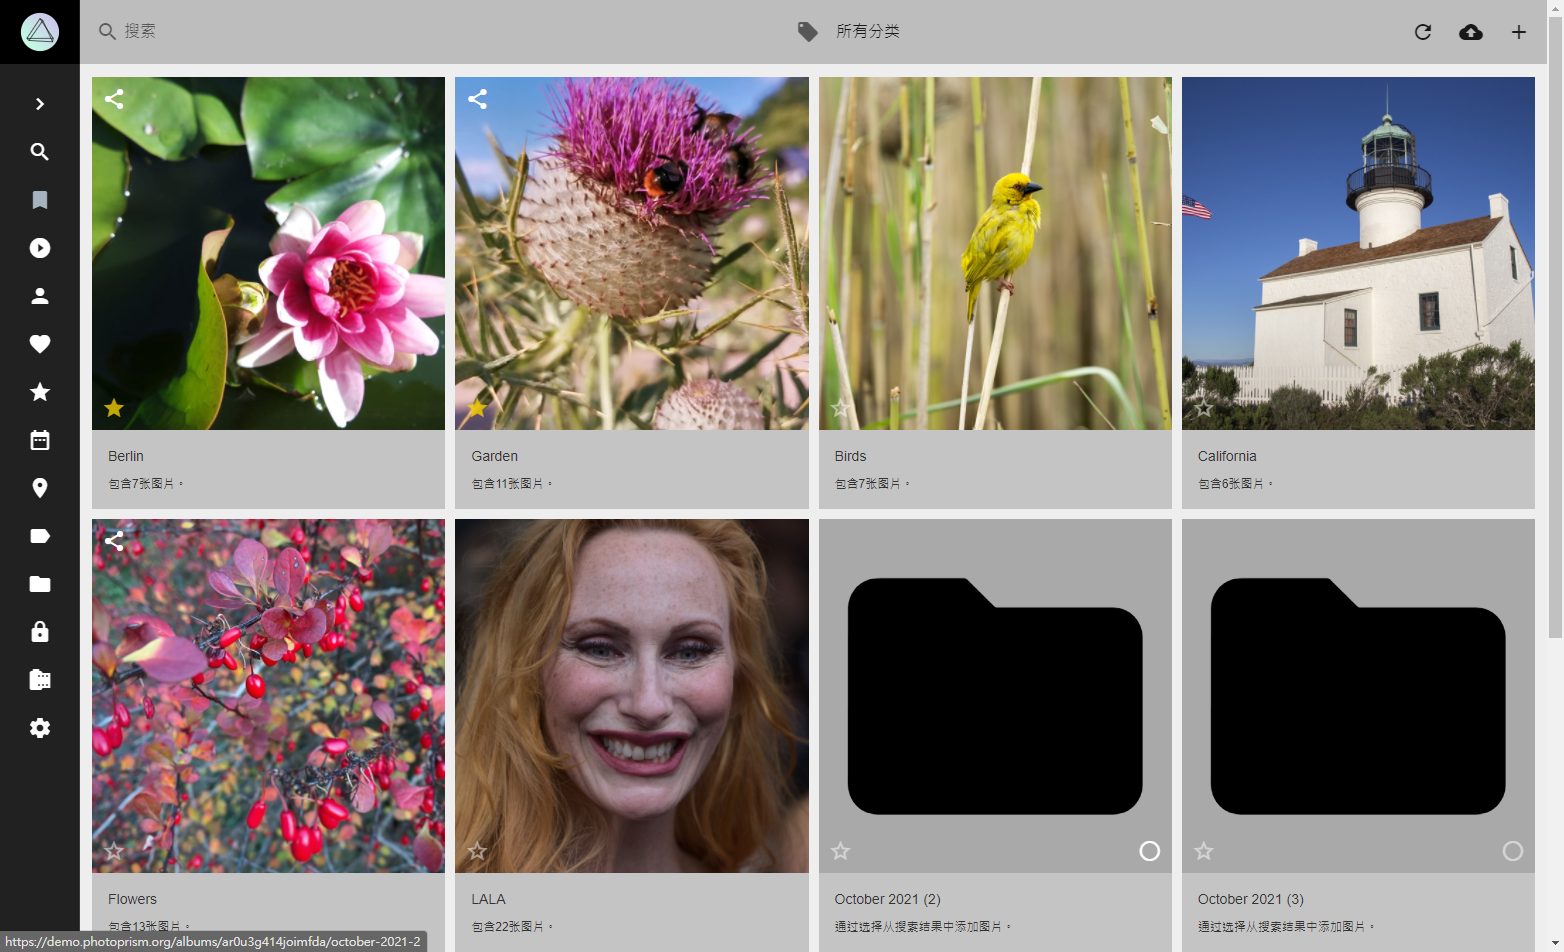 搜索
所有分类
Berlin
包含7张图片。
Garden
包含11张图片。
Birds
包含7张图片。
California
包含6张图片。
Flowers
包含13张图片。
LALA
包含22张图片。
October 2021 (2)
通过选择从搜索结果中添加图片。
October 2021 (3)
通过选择从搜索结果中添加图片。
https://demo.photoprism.org/albums/ar0u3g414joimfda/october-2021-2